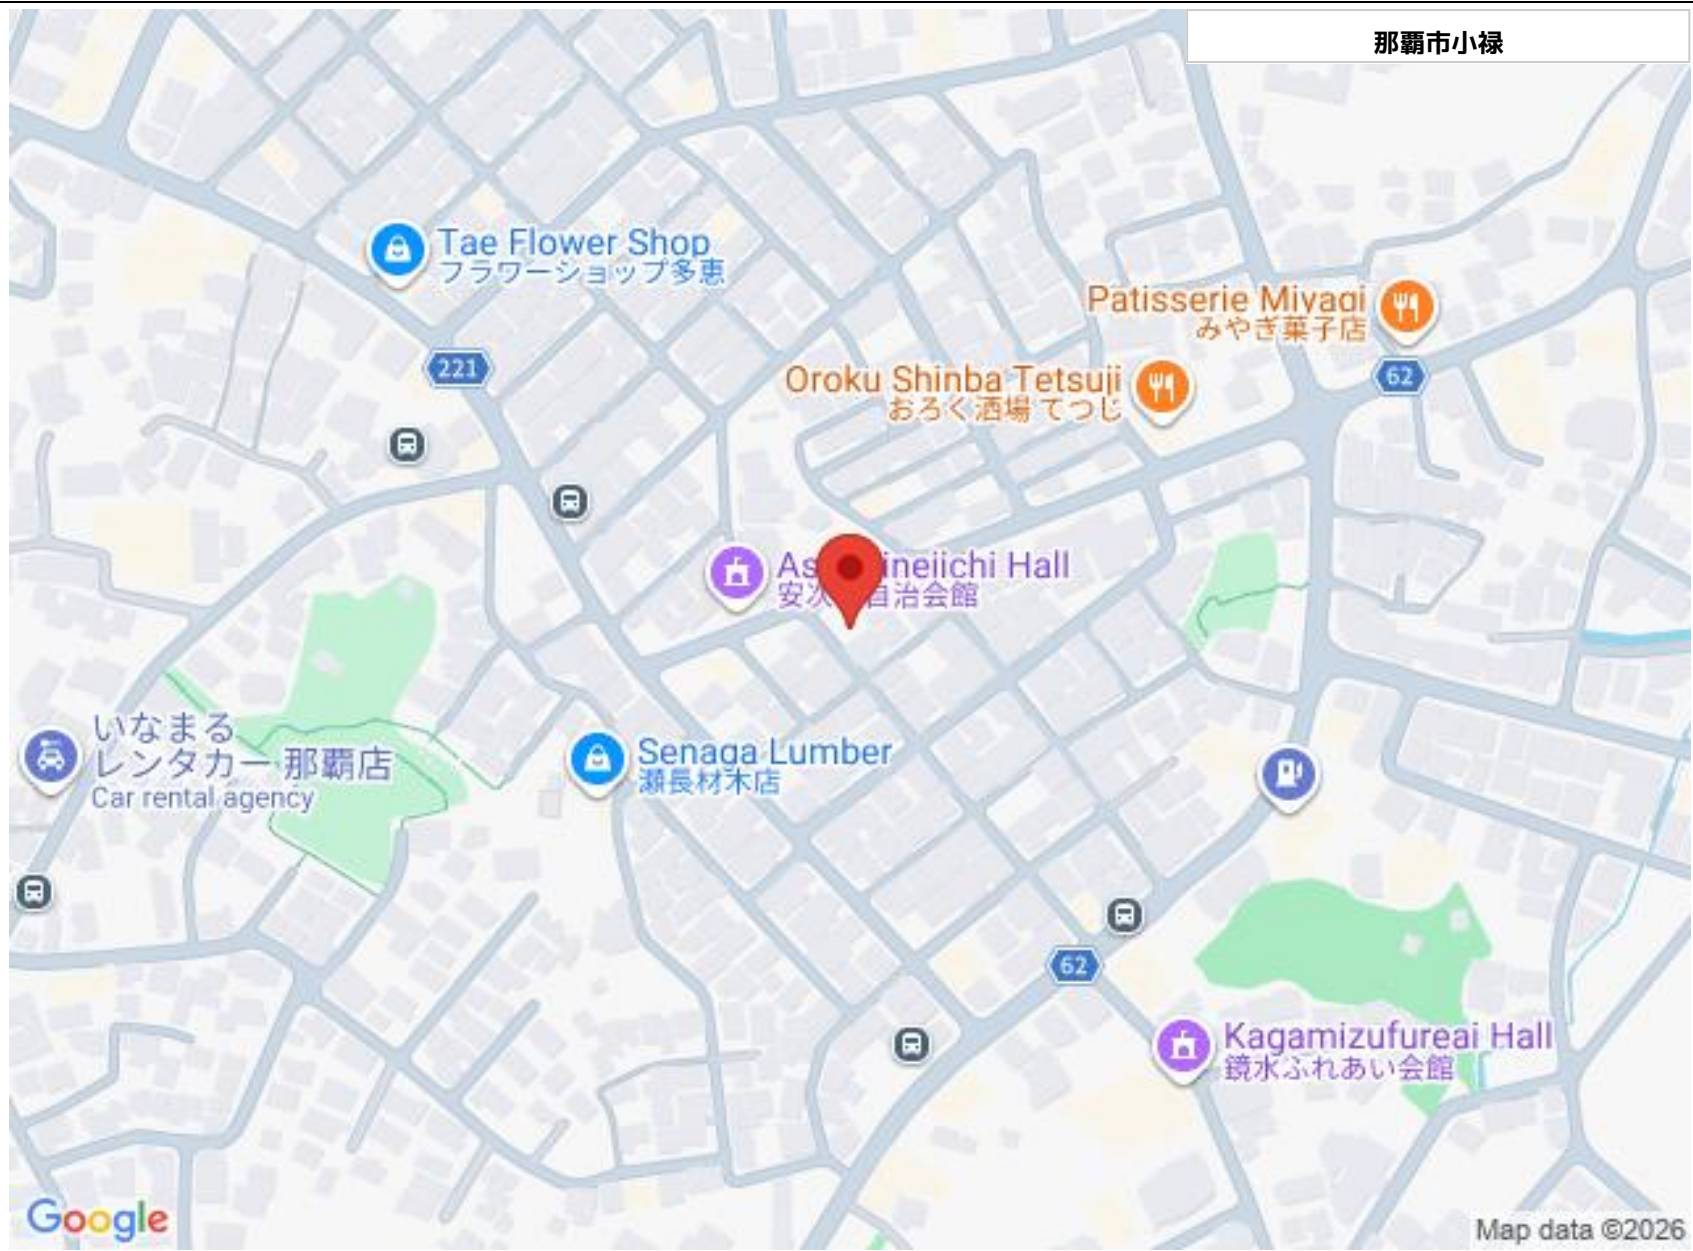 那覇市小禄
Tae Flower Shop
フラワーショップ多恵
Patisserie Miyagi
みやぎ菓子店
221
Oroku Shinba Tetsuji
おろく酒場 てつじ
62
Hall
自治会館
いなまる
レンタカー 那覇店
Car rental agency
Senaga Lumber
瀬長材木店
62
Kagamizufureai Hall
鏡水ふれあい会館
Google
Map data ©2026